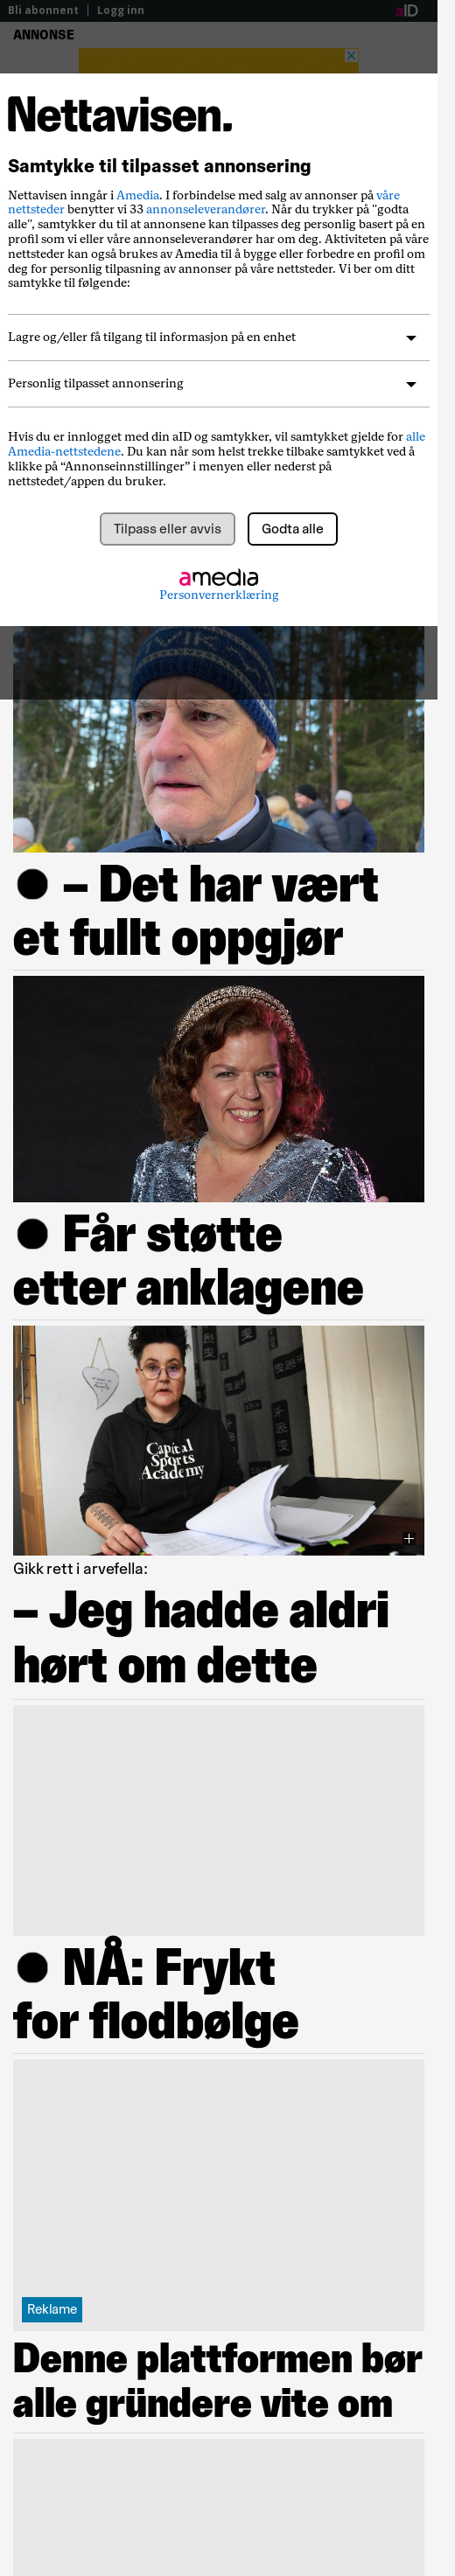 Bli abonnent | Logg inn
aID
ANNONSE
Nettavisen.
Samtykke til tilpasset annonsering
Nettavisen inngår i Amedia. I forbindelse med salg av annonser på våre
nettsteder benytter vi 33 annonseleverandører. Når du trykker på "godta
alle", samtykker du til at annonsene kan tilpasses deg personlig basert på en
profil som vi eller våre annonseleverandører har om deg. Aktiviteten på våre
nettsteder kan også brukes av Amedia til å bygge eller forbedre en profil om
deg for personlig tilpasning av annonser på våre nettsteder. Vi ber om ditt
samtykke til følgende:
Lagre og/eller få tilgang til informasjon på en enhet
Personlig tilpasset annonsering
Hvis du er innlogget med din aID og samtykker, vil samtykket gjelde for alle
Amedia-nettstedene. Du kan når som helst trekke tilbake samtykket ved å
klikke på “Annonseinnstillinger” i menyen eller nederst på
nettstedet/appen du bruker.
Tilpass eller avvis
Godta alle
amedia
Personvernerklæring
– Det har vært
et fullt oppgjør
Får støtte
etter anklagene
Capital
Sports
Academy
Gikk rett i arvefella:
– Jeg hadde aldri
hørt om dette
NÅ: Frykt
for flodbølge
Reklame
Denne plattformen bør
alle gründere vite om